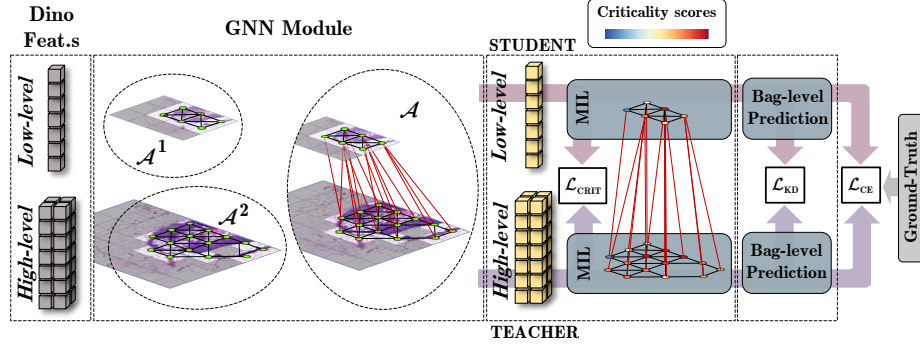 Dino
Feat.s
GNN Module
Criticality scores
STUDENT
Low-level
High-level
𝒜¹
𝒜²
𝒜
Low-level
High-level
MIL
MIL
ℒCRIT
Bag-level
Prediction
ℒKD
ℒCE
Bag-level
Prediction
Ground-Truth
TEACHER